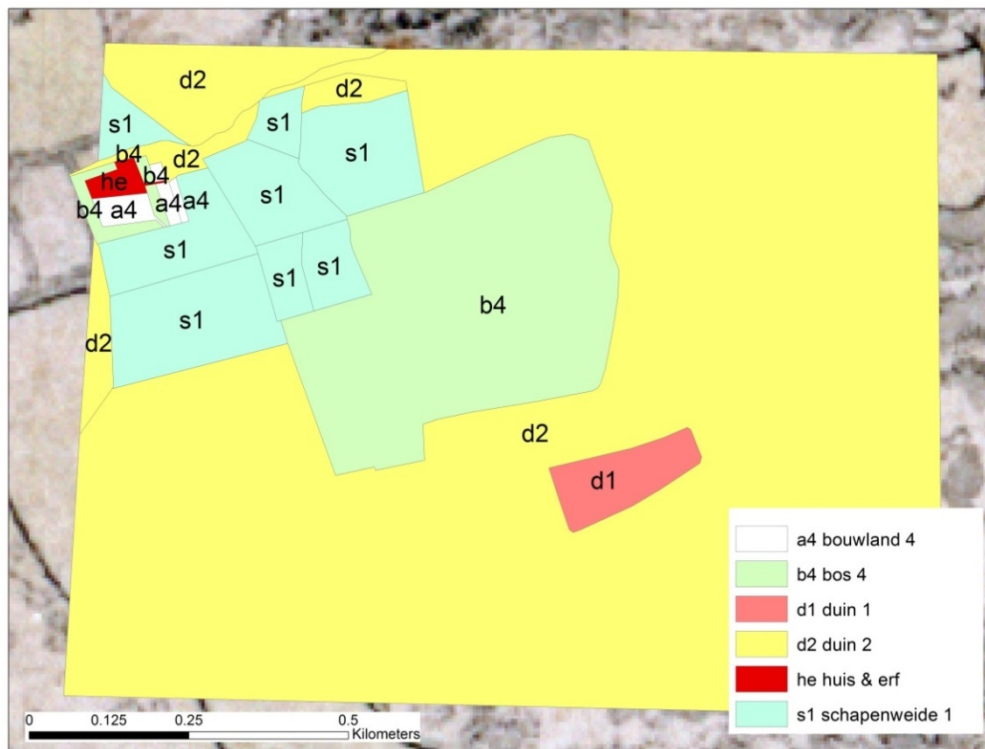 d2
d2
s1
s1
b4
d2
s1
he
b4
s1
b4
a4
a4
a4
s1
s1
s1
s1
b4
d2
d2
d1
a4 bouwland 4
b4 bos 4
d1 duin 1
d2 duin 2
he huis & erf
s1 schapenweide 1
0 0.125 0.25 0.5
Kilometers